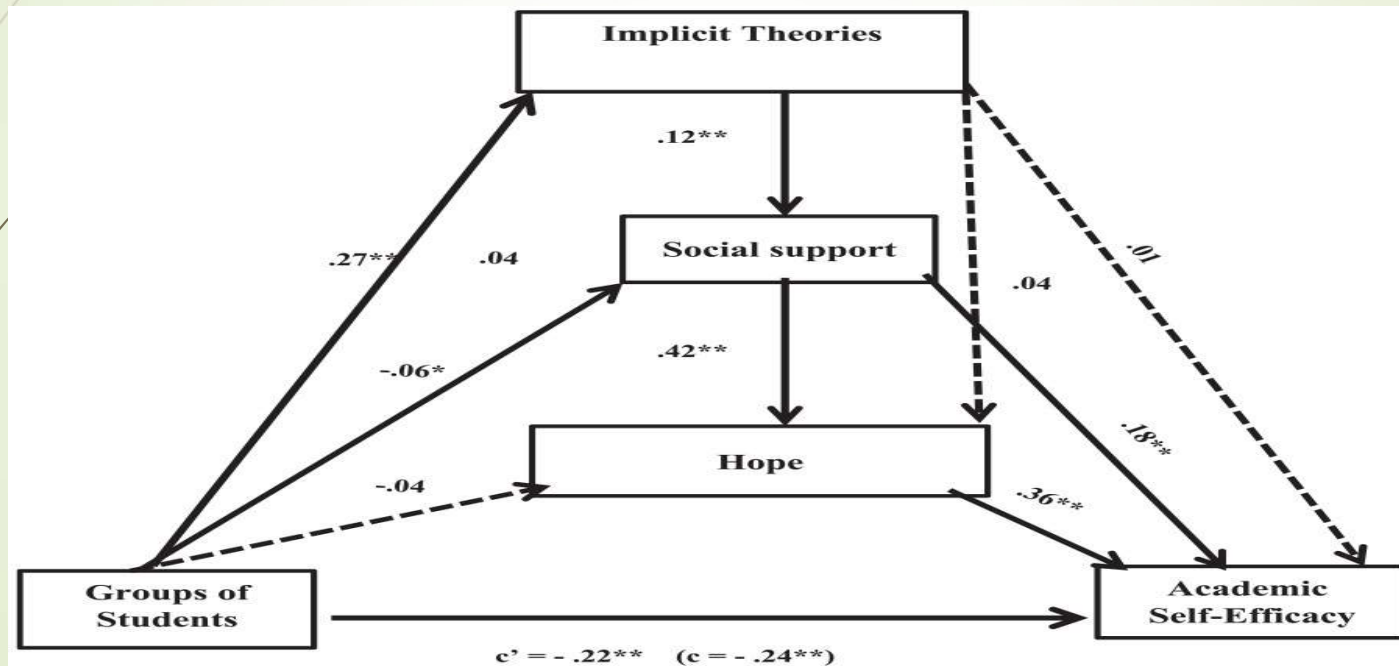 Implicit Theories
.12**
.27**
.04
Social support
.04
.01
-.06*
.42**
.18**
-.04
Hope
.36**
Groups of
Students
Academic
Self-Efficacy
c' = - .22** (c = - .24**)